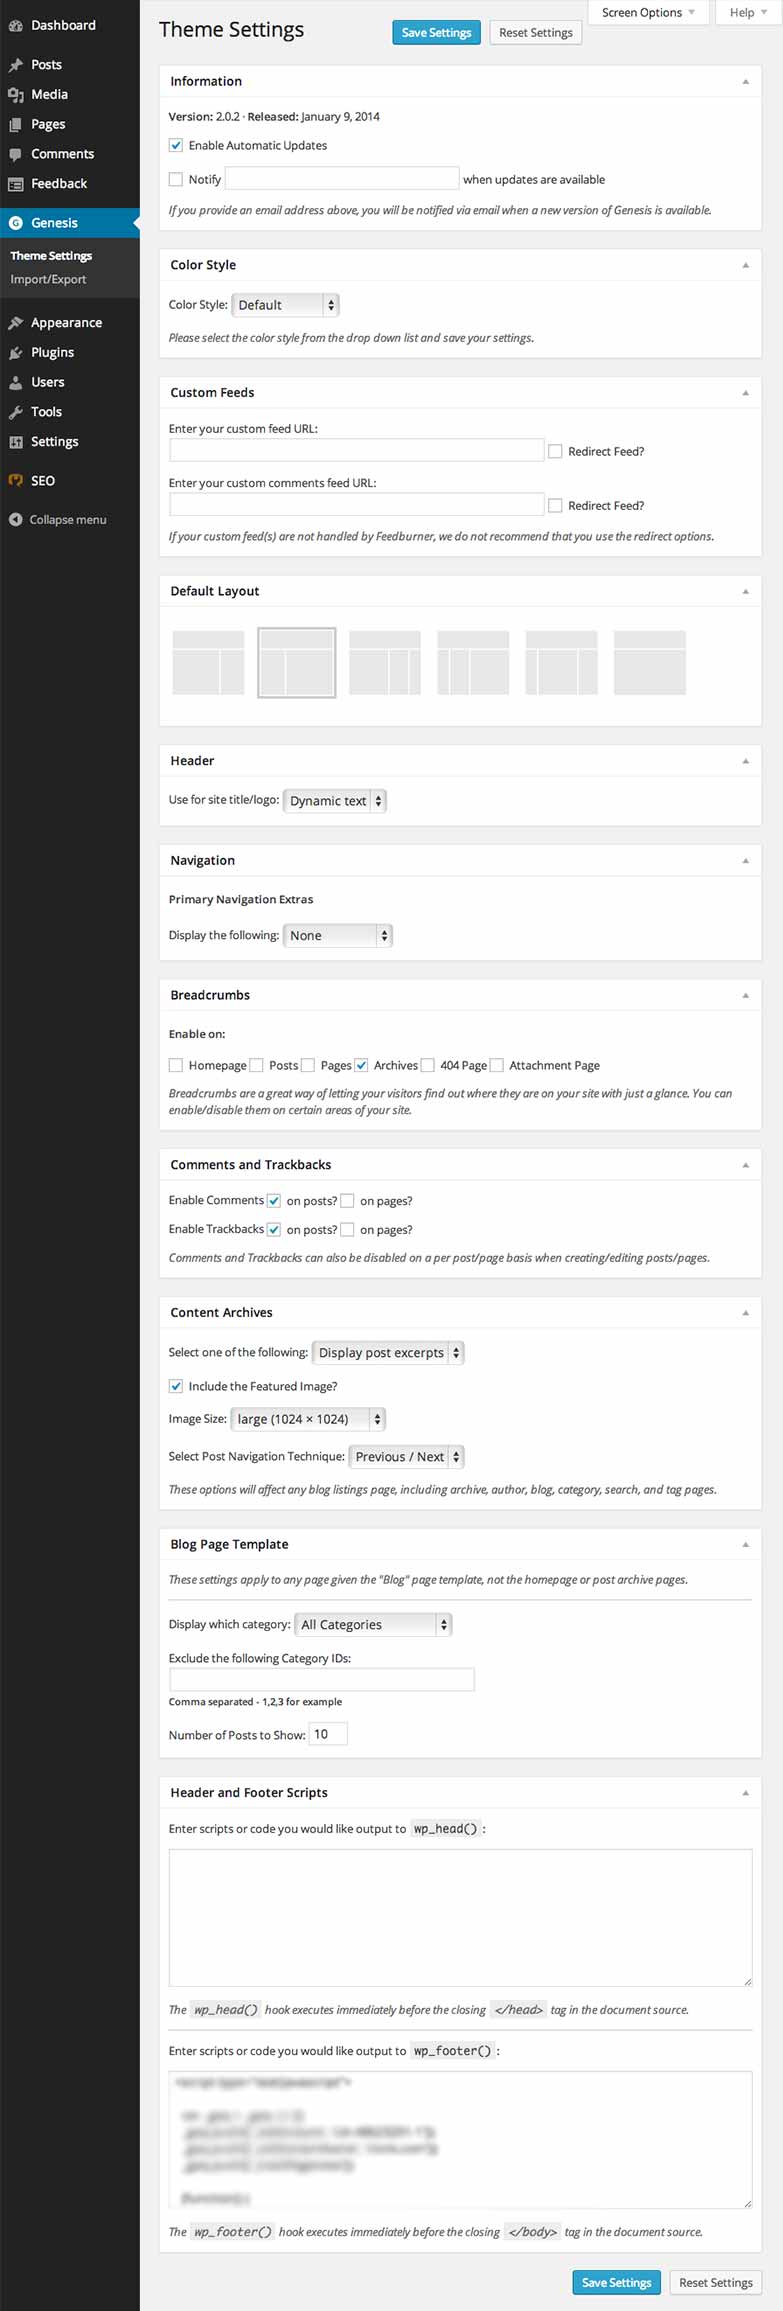 Dashboard
Posts
Media
Pages
Comments
Feedback
Genesis
Theme Settings
Import/Export
Appearance
Plugins
Users
Tools
Settings
SEO
Collapse menu
Screen Options
Help
Theme Settings
Save Settings
Reset Settings
Information
Version: 2.0.2 · Released: January 9, 2014
Enable Automatic Updates
Notify when updates are available
If you provide an email address above, you will be notified via email when a new version of Genesis is available.
Color Style
Color Style: Default
Please select the color style from the drop down list and save your settings.
Custom Feeds
Enter your custom feed URL:
Redirect Feed?
Enter your custom comments feed URL:
Redirect Feed?
If your custom feed(s) are not handled by Feedburner, we do not recommend that you use the redirect options.
Default Layout
Header
Use for site title/logo: Dynamic text
Navigation
Primary Navigation Extras
Display the following: None
Breadcrumbs
Enable on:
Homepage Posts Pages Archives 404 Page Attachment Page
Breadcrumbs are a great way of letting your visitors find out where they are on your site with just a glance. You can
enable/disable them on certain areas of your site.
Comments and Trackbacks
Enable Comments on posts? on pages?
Enable Trackbacks on posts? on pages?
Comments and Trackbacks can also be disabled on a per post/page basis when creating/editing posts/pages.
Content Archives
Select one of the following: Display post excerpts
Include the Featured Image?
Image Size: large (1024 × 1024)
Select Post Navigation Technique: Previous / Next
These options will affect any blog listings page, including archive, author, blog, category, search, and tag pages.
Blog Page Template
These settings apply to any page given the "Blog" page template, not the homepage or post archive pages.
Display which category: All Categories
Exclude the following Category IDs:
Comma separated - 1,2,3 for example
Number of Posts to Show: 10
Header and Footer Scripts
Enter scripts or code you would like output to wp_head() :
The wp_head() hook executes immediately before the closing </head> tag in the document source.
Enter scripts or code you would like output to wp_footer() :
The wp_footer() hook executes immediately before the closing </body> tag in the document source.
Save Settings
Reset Settings